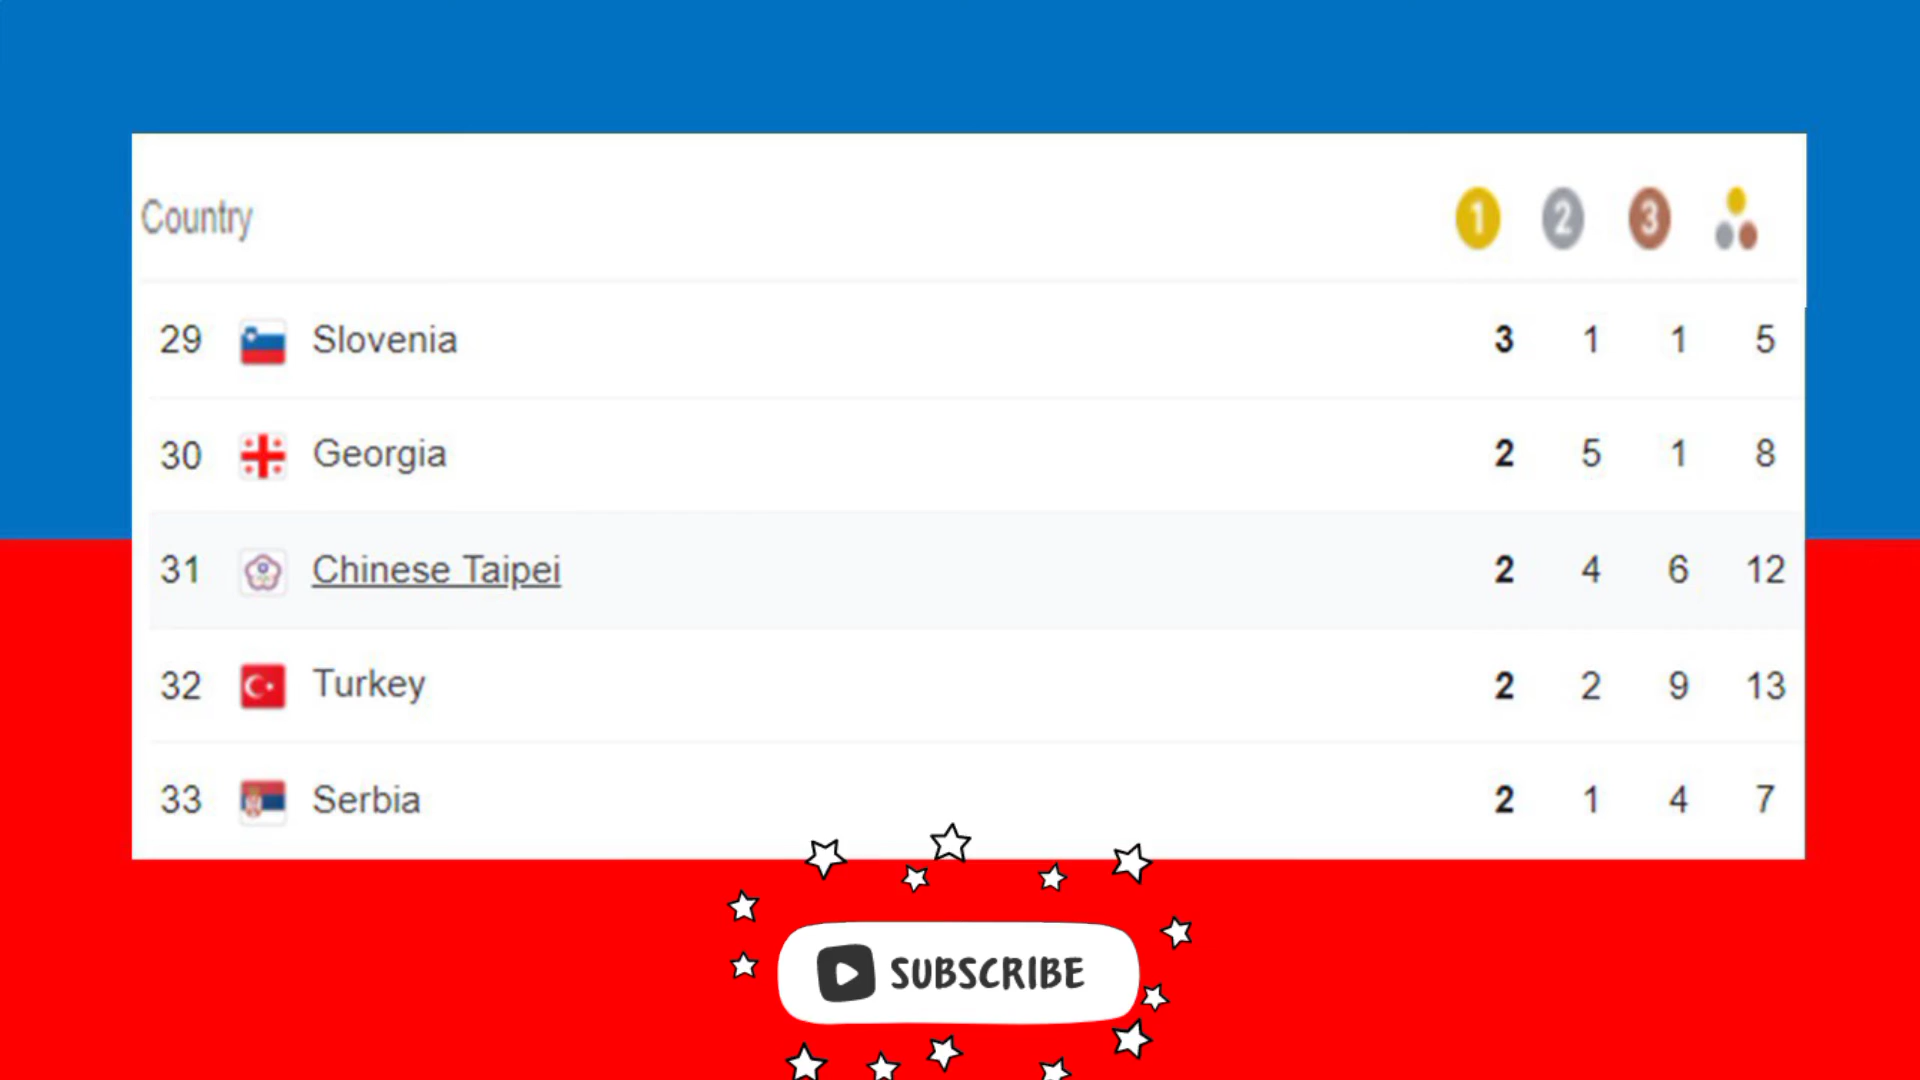 Country 1 2 3
29 Slovenia 3 1 1 5
30 Georgia 2 5 1 8
31 Chinese Taipei 2 4 6 12
32 Turkey 2 2 9 13
33 Serbia 2 1 4 7
SUBSCRIBE